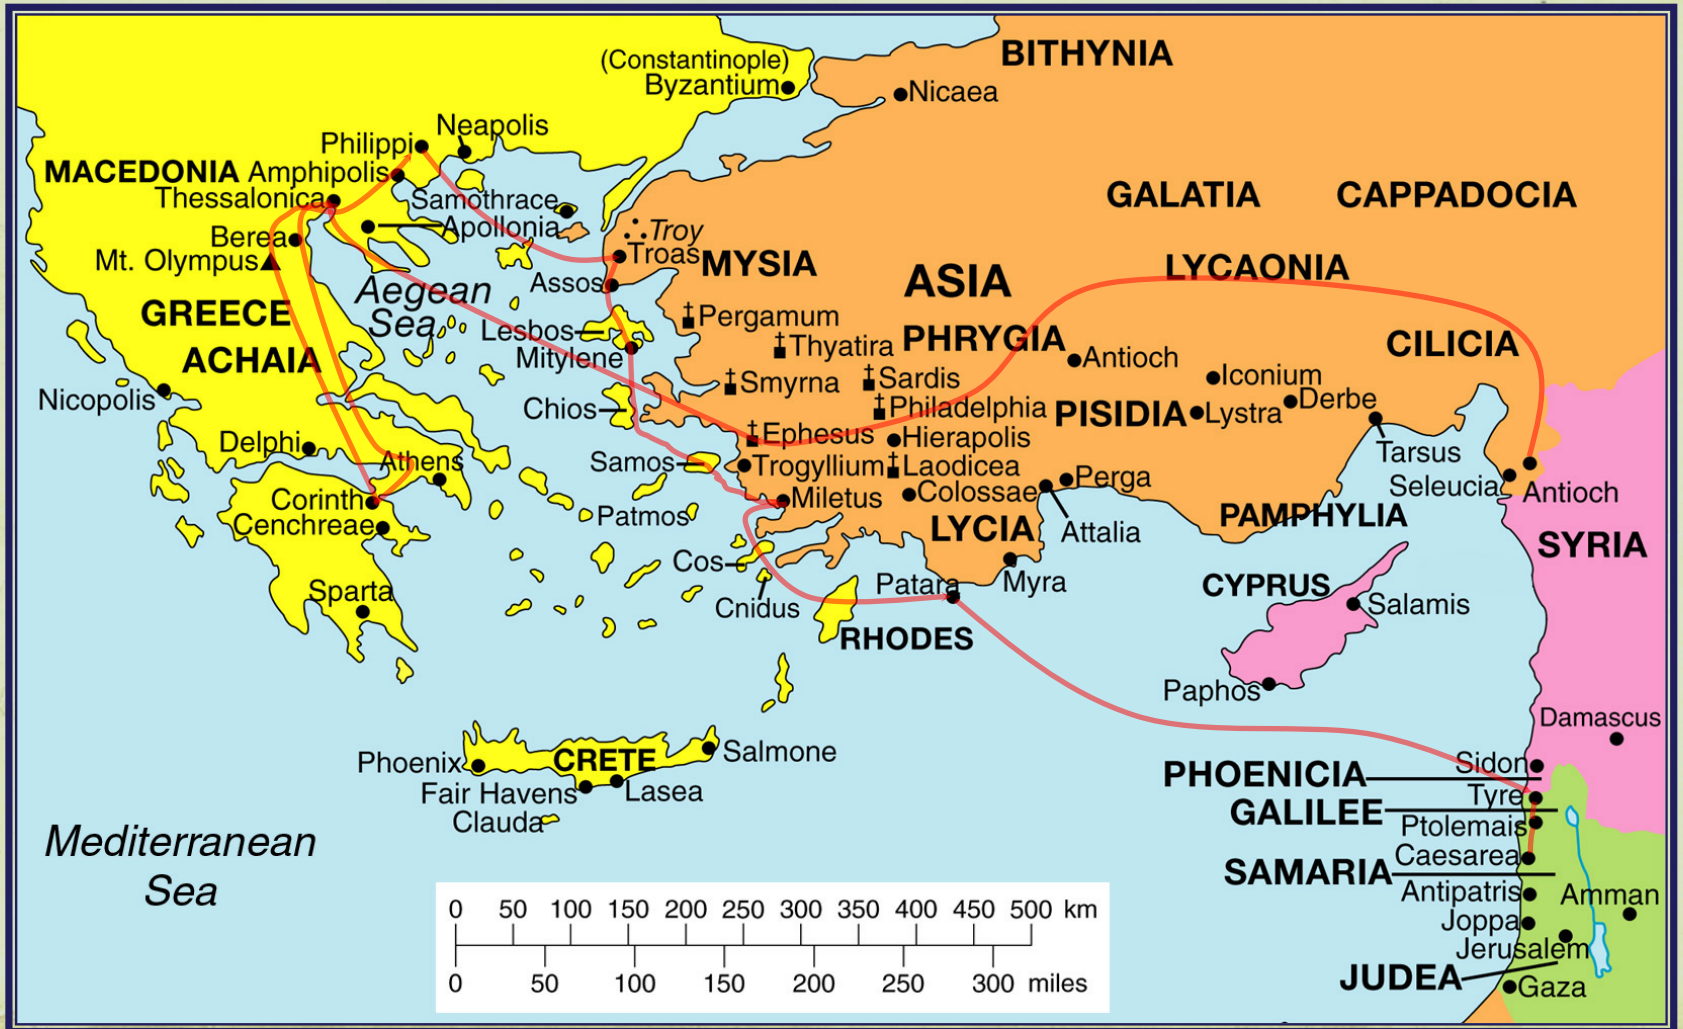 BITHYNIA
(Constantinople)
Byzantium
Nicaea
Neapolis
Philippi
MACEDONIA Amphipolis
Thessalonica
Samothrace
Apollonia
GALATIA
CAPPADOCIA
Berea
Mt. Olympus
Troy
Troas
MYSIA
ASIA
LYCAONIA
Assos
Aegean
Sea
GREECE
ACHAIA
Pergamum
Lesbos
Mitylene
Thyatira
PHRYGIA
Antioch
CILICIA
Smyrna
Sardis
Iconium
Nicopolis
Chios
Philadelphia
PISIDIA
Lystra
Derbe
Delphi
Athens
Ephesus
Hierapolis
Tarsus
Samos
Trogyllium
Laodicea
Perga
Seleucia
Antioch
Corinth
Cenchreae
Patmos
Miletus
Colossae
LYCIA
Attalia
PAMPHYLIA
SYRIA
Cos
Cnidus
Patara
Myra
CYPRUS
Salamis
Sparta
RHODES
Paphos
Damascus
Phoenix
CRETE
Salmone
Fair Havens
Lasea
Clauda
Sidon
PHOENICIA
Tyre
GALILEE
Ptolemais
Caesarea
SAMARIA
Antipatris
Amman
Joppa
Jerusalem
JUDEA
Gaza
Mediterranean
Sea
0 50 100 150 200 250 300 350 400 450 500 km
0 50 100 150 200 250 300 miles